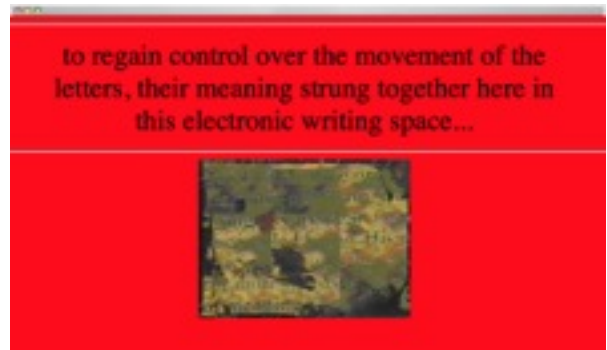 to regain control over the movement of the
letters, their meaning strung together here in
this electronic writing space...